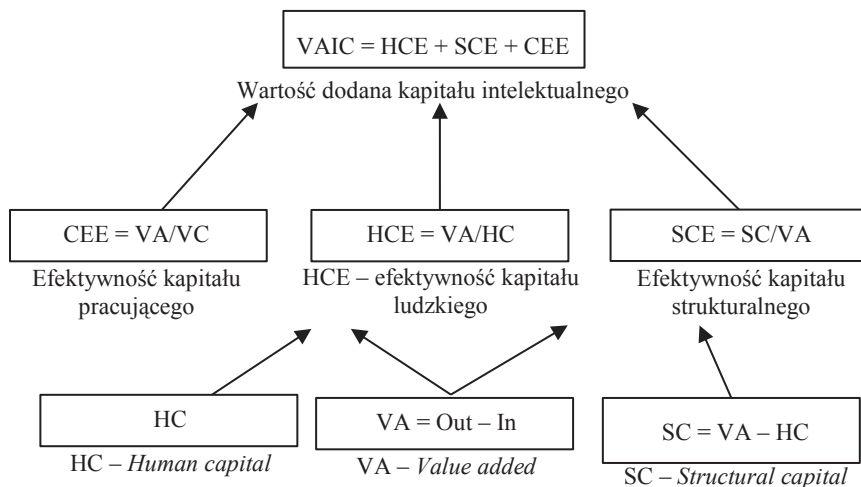 VAIC = HCE + SCE + CEE
Wartość dodana kapitału intelektualnego
CEE = VA/VC
Efektywność kapitału
pracującego
HCE = VA/HC
HCE – efektywność kapitału
ludzkiego
SCE = SC/VA
Efektywność kapitału
strukturalnego
HC
HC – Human capital
VA = Out – In
VA – Value added
SC = VA – HC
SC – Structural capital